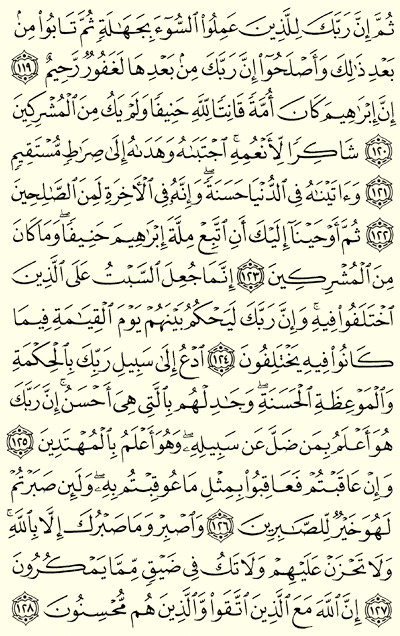 ثُمَّ إِنَّ رَبَّكَ لِلَّذِينَ عَمِلُوا۟ ٱلسُّوٓءَ بِجَهَٰلَةٍ ثُمَّ تَابُوا۟ مِنۢ
بَعْدِ ذَٰلِكَ وَأَصْلَحُوٓا۟ إِنَّ رَبَّكَ مِنۢ بَعْدِهَا لَغَفُورٌ رَّحِيمٌ ﴿١١٩﴾
إِنَّ إِبْرَٰهِيمَ كَانَ أُمَّةً قَانِتًا لِّلَّهِ حَنِيفًا وَلَمْ يَكُ مِنَ ٱلْمُشْرِكِينَ
﴿١٢٠﴾ شَاكِرًا لِّأَنْعُمِهِ ۚ ٱجْتَبَىٰهُ وَهَدَىٰهُ إِلَىٰ صِرَٰطٍ مُّسْتَقِيمٍ
﴿١٢١﴾ وَءَاتَيْنَٰهُ فِى ٱلدُّنْيَا حَسَنَةً ۖ وَإِنَّهُۥ فِى ٱلْءَاخِرَةِ لَمِنَ ٱلصَّٰلِحِينَ
﴿١٢٢﴾ ثُمَّ أَوْحَيْنَآ إِلَيْكَ أَنِ ٱتَّبِعْ مِلَّةَ إِبْرَٰهِيمَ حَنِيفًا ۖ وَمَا كَانَ
مِنَ ٱلْمُشْرِكِينَ ﴿١٢٣﴾ إِنَّمَا جُعِلَ ٱلسَّبْتُ عَلَى ٱلَّذِينَ
ٱخْتَلَفُوا۟ فِيهِ ۚ وَإِنَّ رَبَّكَ لَيَحْكُمُ بَيْنَهُمْ يَوْمَ ٱلْقِيَٰمَةِ فِيمَا
كَانُوا۟ فِيهِ يَخْتَلِفُونَ ﴿١٢٤﴾ ٱدْعُ إِلَىٰ سَبِيلِ رَبِّكَ بِٱلْحِكْمَةِ
وَٱلْمَوْعِظَةِ ٱلْحَسَنَةِ ۖ وَجَٰدِلْهُم بِٱلَّتِى هِىَ أَحْسَنُ ۚ إِنَّ رَبَّكَ
هُوَ أَعْلَمُ بِمَن ضَلَّ عَن سَبِيلِهِۦ ۖ وَهُوَ أَعْلَمُ بِٱلْمُهْتَدِينَ ﴿١٢٥﴾
وَإِنْ عَاقَبْتُمْ فَعَاقِبُوا۟ بِمِثْلِ مَا عُوقِبْتُم بِهِۦ ۖ وَلَئِن صَبَرْتُمْ
لَهُوَ خَيْرٌ لِّلصَّٰبِرِينَ ﴿١٢٦﴾ وَٱصْبِرْ وَمَا صَبْرُكَ إِلَّا بِٱللَّهِ ۚ
وَلَا تَحْزَنْ عَلَيْهِمْ وَلَا تَكُ فِى ضَيْقٍ مِّمَّا يَمْكُرُونَ
﴿١٢٧﴾ إِنَّ ٱللَّهَ مَعَ ٱلَّذِينَ ٱتَّقَوا۟ وَّٱلَّذِينَ هُم مُّحْسِنُونَ ﴿١٢٨﴾